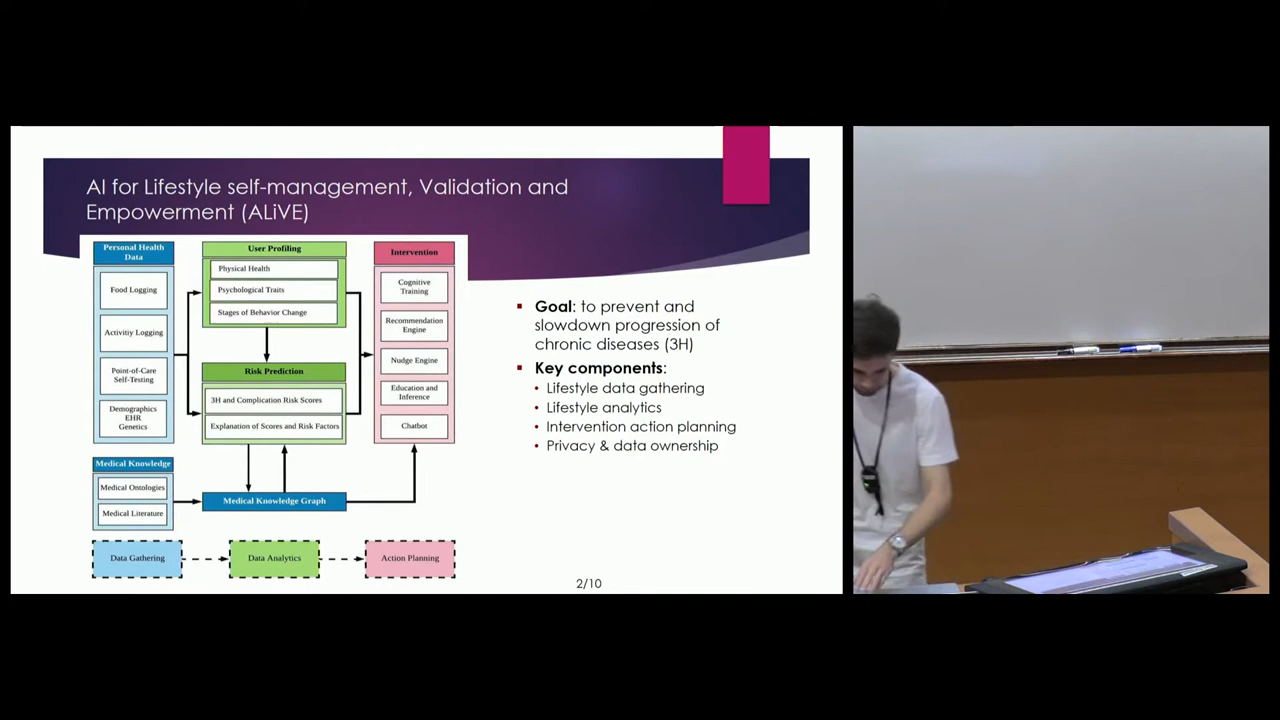 AI for Lifestyle self-management, Validation and
Empowerment (ALiVE)
Personal Health
Data
Food Logging
Activitiy Logging
Point-of-Care
Self-Testing
Demographics
EHR
Genetics
Medical Knowledge
Medical Ontologies
Medical Literature
User Profiling
Physical Health
Psychological Traits
Stages of Behavior Change
Risk Prediction
3H and Complication Risk Scores
Explanation of Scores and Risk Factors
Medical Knowledge Graph
Intervention
Cognitive
Training
Recommendation
Engine
Nudge Engine
Education and
Inference
Chatbot
Data Gathering
Data Analytics
Action Planning
▪ Goal: to prevent and
slowdown progression of
chronic diseases (3H)
▪ Key components:
• Lifestyle data gathering
• Lifestyle analytics
• Intervention action planning
• Privacy & data ownership
2/10